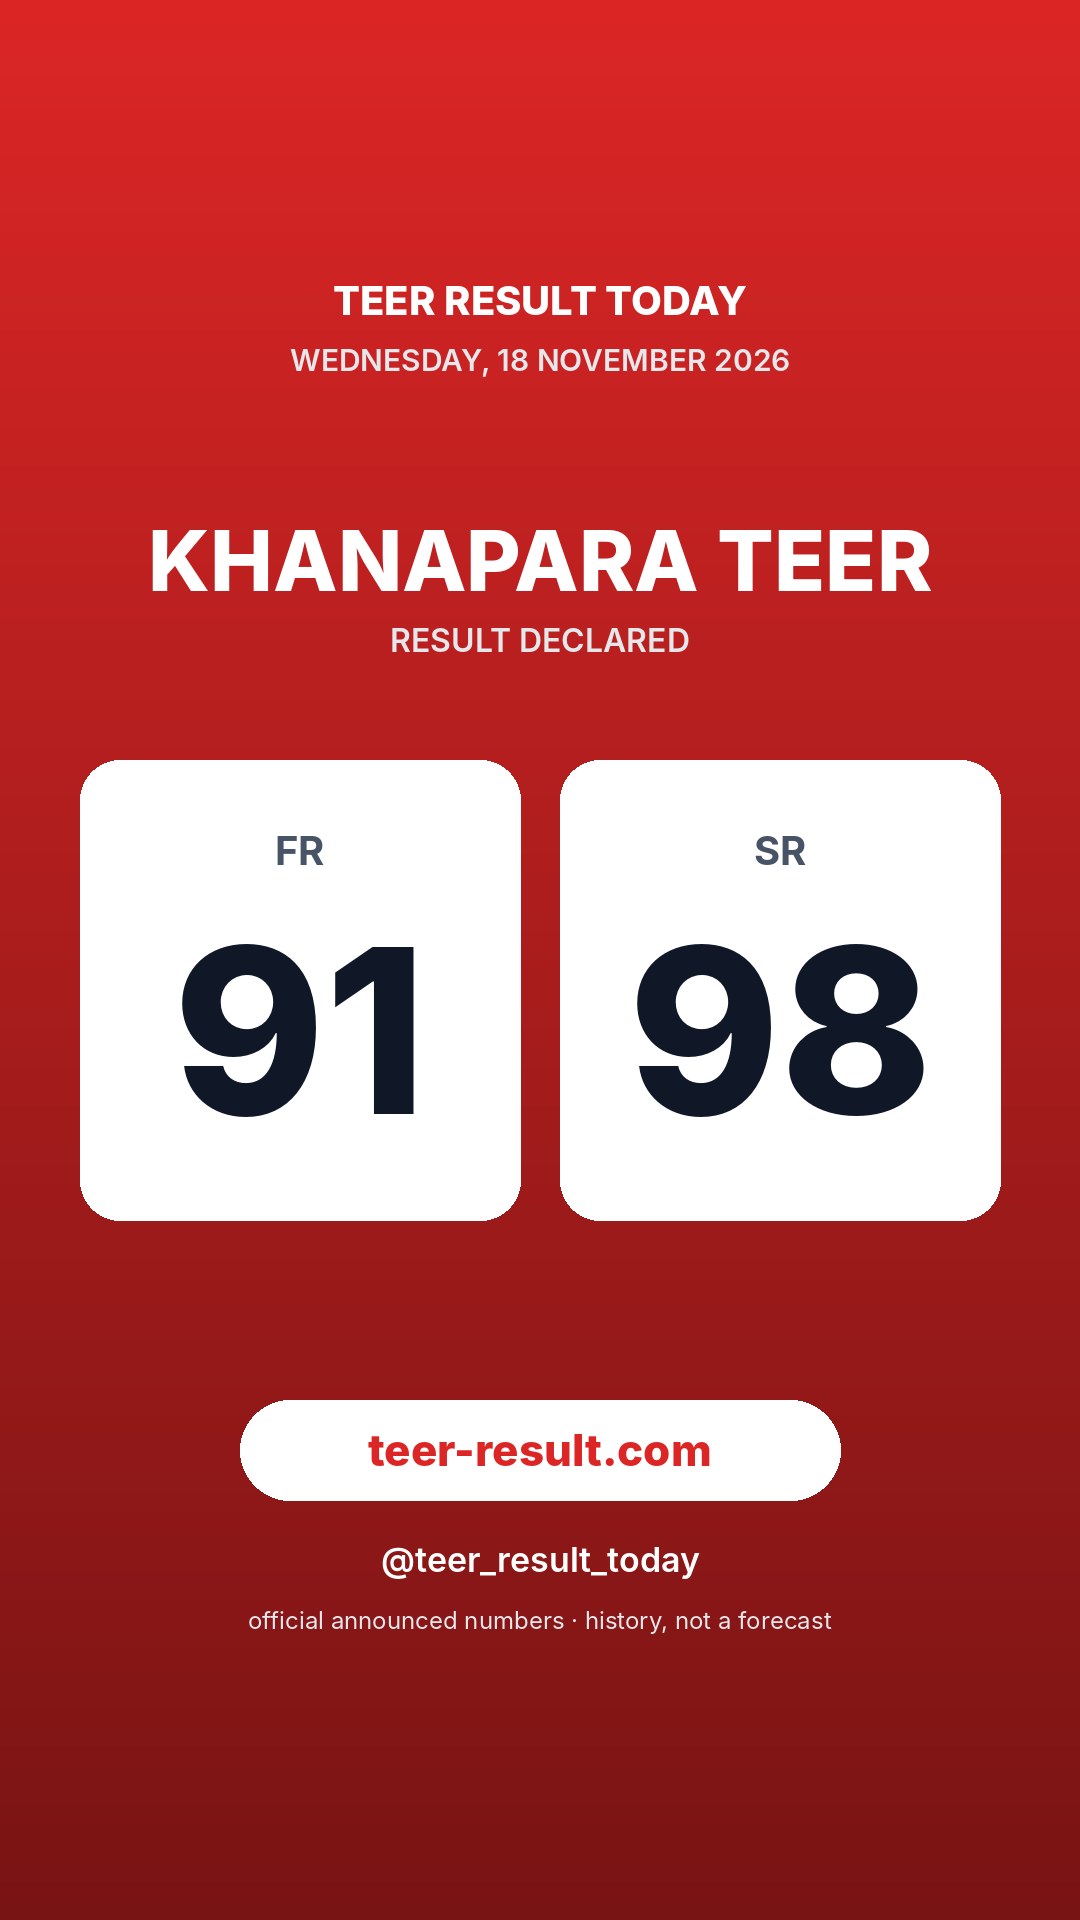 TEER RESULT TODAY
WEDNESDAY, 18 NOVEMBER 2026
KHANAPARA TEER
RESULT DECLARED
FR
91
SR
98
teer-result.com
@teer_result_today
official announced numbers · history, not a forecast